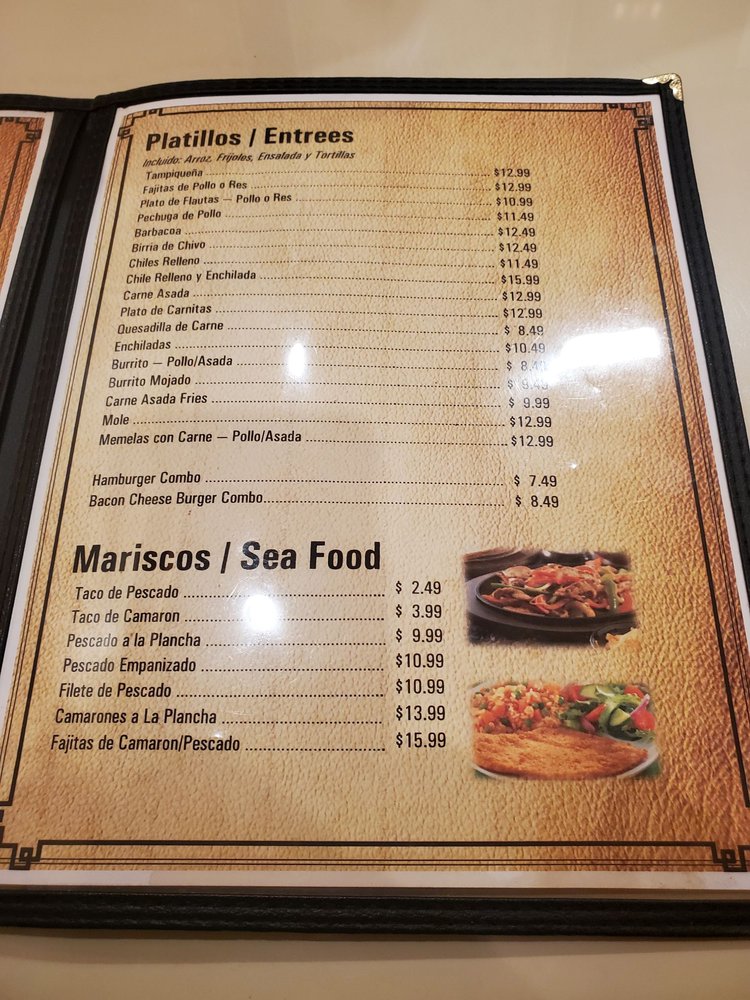 Platillos / Entrees
Incluido: Arroz, Frijoles, Ensalada y Tortillas
Tampiqueña $12.99
Fajitas de Pollo o Res $12.99
Plato de Flautas — Pollo o Res $10.99
Pechuga de Pollo $11.49
Barbacoa $12.49
Birria de Chivo $12.49
Chiles Relleno $11.49
Chile Relleno y Enchilada $15.99
Carne Asada $12.99
Plato de Carnitas $12.99
Quesadilla de Carne $ 8.49
Enchiladas $10.49
Burrito — Pollo/Asada $ 8.49
Burrito Mojado $ 9.49
Carne Asada Fries $ 9.99
Mole $12.99
Memelas con Carne — Pollo/Asada $12.99
Hamburger Combo $ 7.49
Bacon Cheese Burger Combo $ 8.49
Mariscos / Sea Food
Taco de Pescado $ 2.49
Taco de Camaron $ 3.99
Pescado a la Plancha $ 9.99
Pescado Empanizado $10.99
Filete de Pescado $10.99
Camarones a La Plancha $13.99
Fajitas de Camaron/Pescado $15.99